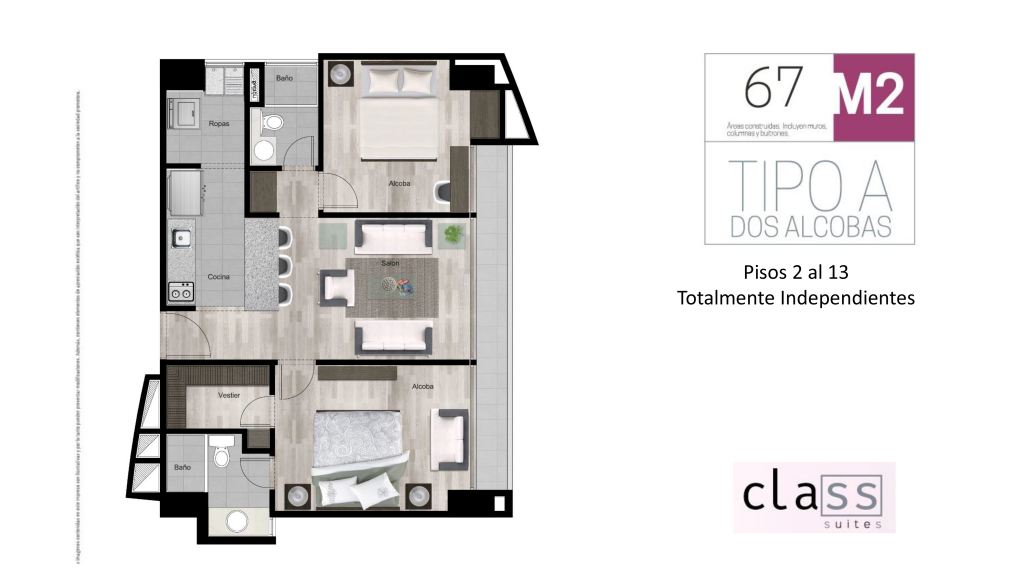 67 M2
Áreas construidas. Incluyen muros,
columnas y buitrones.
TIPO A
DOS ALCOBAS
Pisos 2 al 13
Totalmente Independientes
Baño
Ropas
Alcoba
Salón
Cocina
Vestier
Alcoba
Baño
class
suites